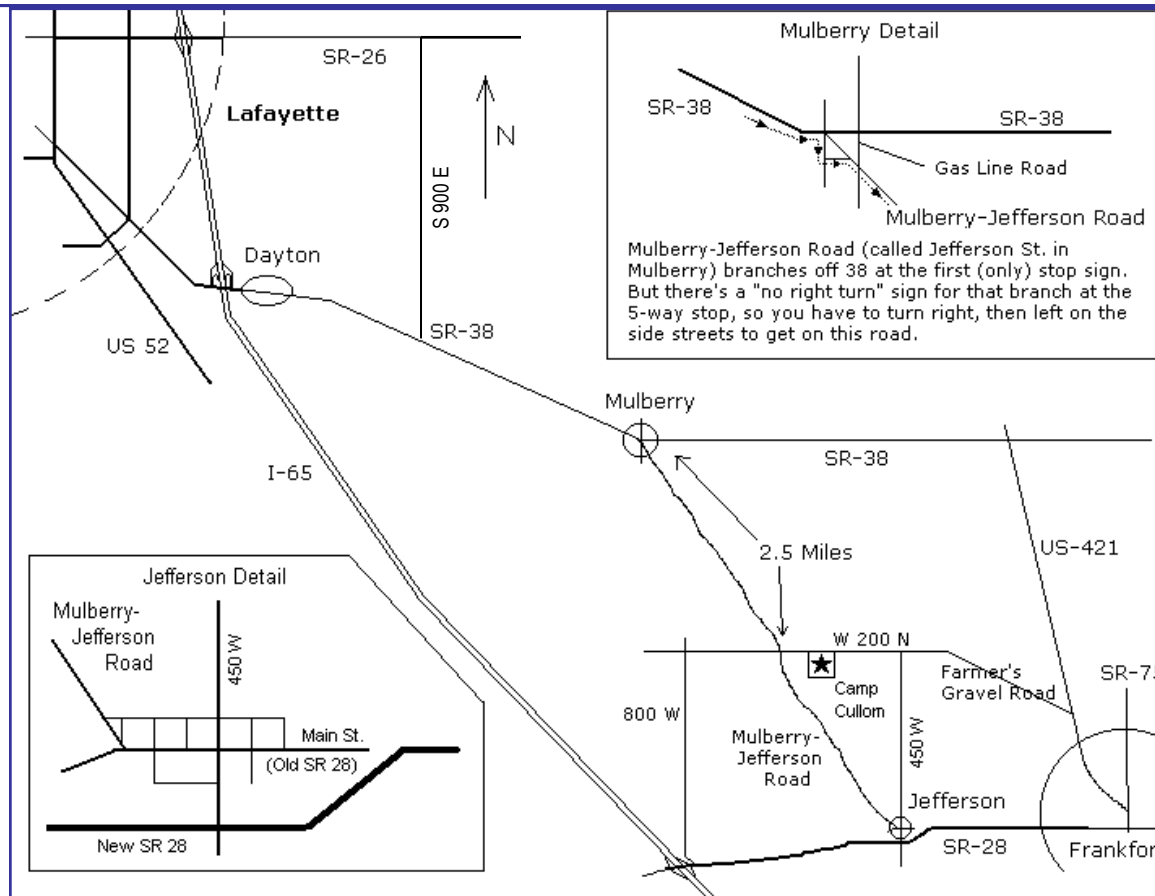 SR-26
Lafayette
N
S 900 E
Dayton
US 52
SR-38
I-65
Mulberry Detail
SR-38
SR-38
Gas Line Road
Mulberry-Jefferson Road
Mulberry-Jefferson Road (called Jefferson St. in
Mulberry) branches off 38 at the first (only) stop sign.
But there's a "no right turn" sign for that branch at the
5-way stop, so you have to turn right, then left on the
side streets to get on this road.
Mulberry
SR-38
2.5 Miles
US-421
W 200 N
Camp
Cullom
Farmer's
Gravel Road
SR-75
800 W
450 W
Mulberry-
Jefferson
Road
Jefferson
SR-28
Frankfor
Jefferson Detail
Mulberry-
Jefferson
Road
450 W
Main St.
(Old SR 28)
New SR 28